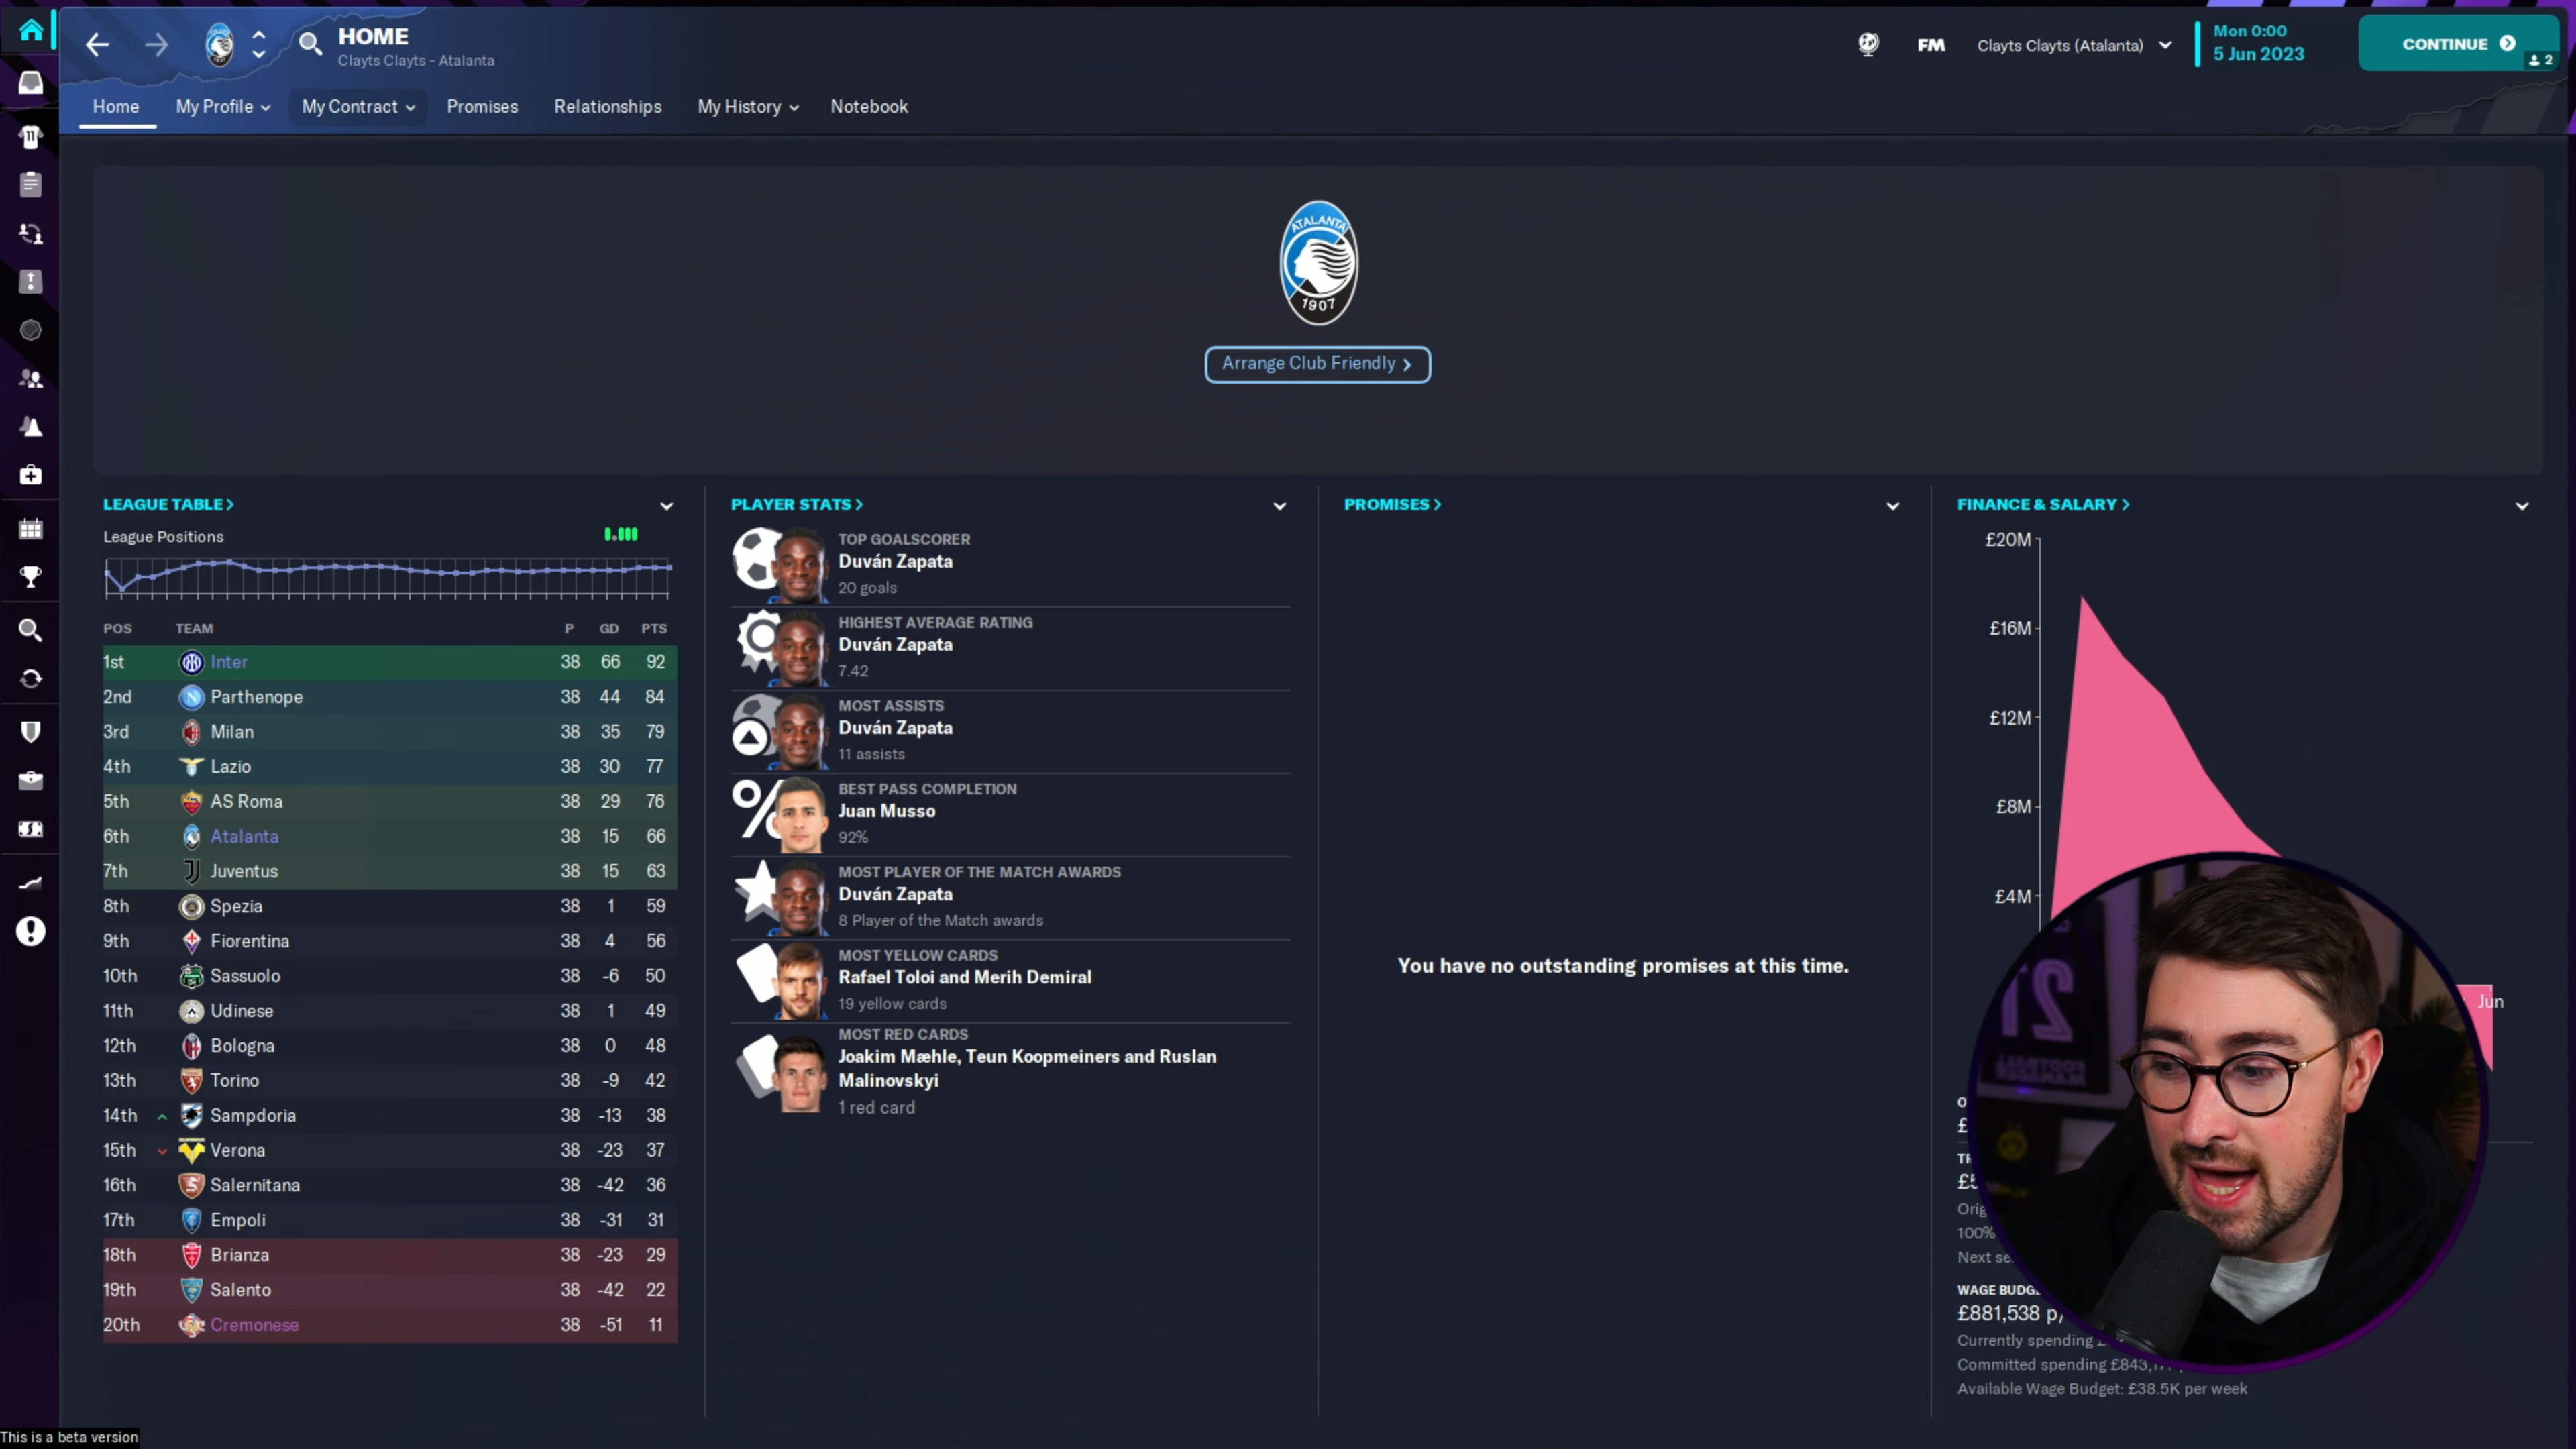 HOME
Clayts Clayts - Atalanta
FM
Clayts Clayts (Atalanta)
Mon 0:00
5 Jun 2023
CONTINUE
2
Home
My Profile
My Contract
Promises
Relationships
My History
Notebook
11
ATALANTA
1907
Arrange Club Friendly
LEAGUE TABLE
League Positions
POS TEAM P GD PTS
1st Inter 38 66 92
2nd Parthenope 38 44 84
3rd Milan 38 35 79
4th Lazio 38 30 77
5th AS Roma 38 29 76
6th Atalanta 38 15 66
7th Juventus 38 15 63
8th Spezia 38 1 59
9th Fiorentina 38 4 56
10th Sassuolo 38 -6 50
11th Udinese 38 1 49
12th Bologna 38 0 48
13th Torino 38 -9 42
14th Sampdoria 38 -13 38
15th Verona 38 -23 37
16th Salernitana 38 -42 36
17th Empoli 38 -31 31
18th Brianza 38 -23 29
19th Salento 38 -42 22
20th Cremonese 38 -51 11
PLAYER STATS
TOP GOALSCORER
Duván Zapata
20 goals
HIGHEST AVERAGE RATING
Duván Zapata
7.42
MOST ASSISTS
Duván Zapata
11 assists
BEST PASS COMPLETION
Juan Musso
92%
MOST PLAYER OF THE MATCH AWARDS
Duván Zapata
8 Player of the Match awards
MOST YELLOW CARDS
Rafael Toloi and Merih Demiral
19 yellow cards
MOST RED CARDS
Joakim Mæhle, Teun Koopmeiners and Ruslan
Malinovskyi
1 red card
PROMISES
You have no outstanding promises at this time.
FINANCE & SALARY
£20M
£16M
£12M
£8M
£4M
Jun
100%
Next
WAGE
£881,538
Currently spending
Committed spending
Available Wage Budget: £38.5K per week
This is a beta version